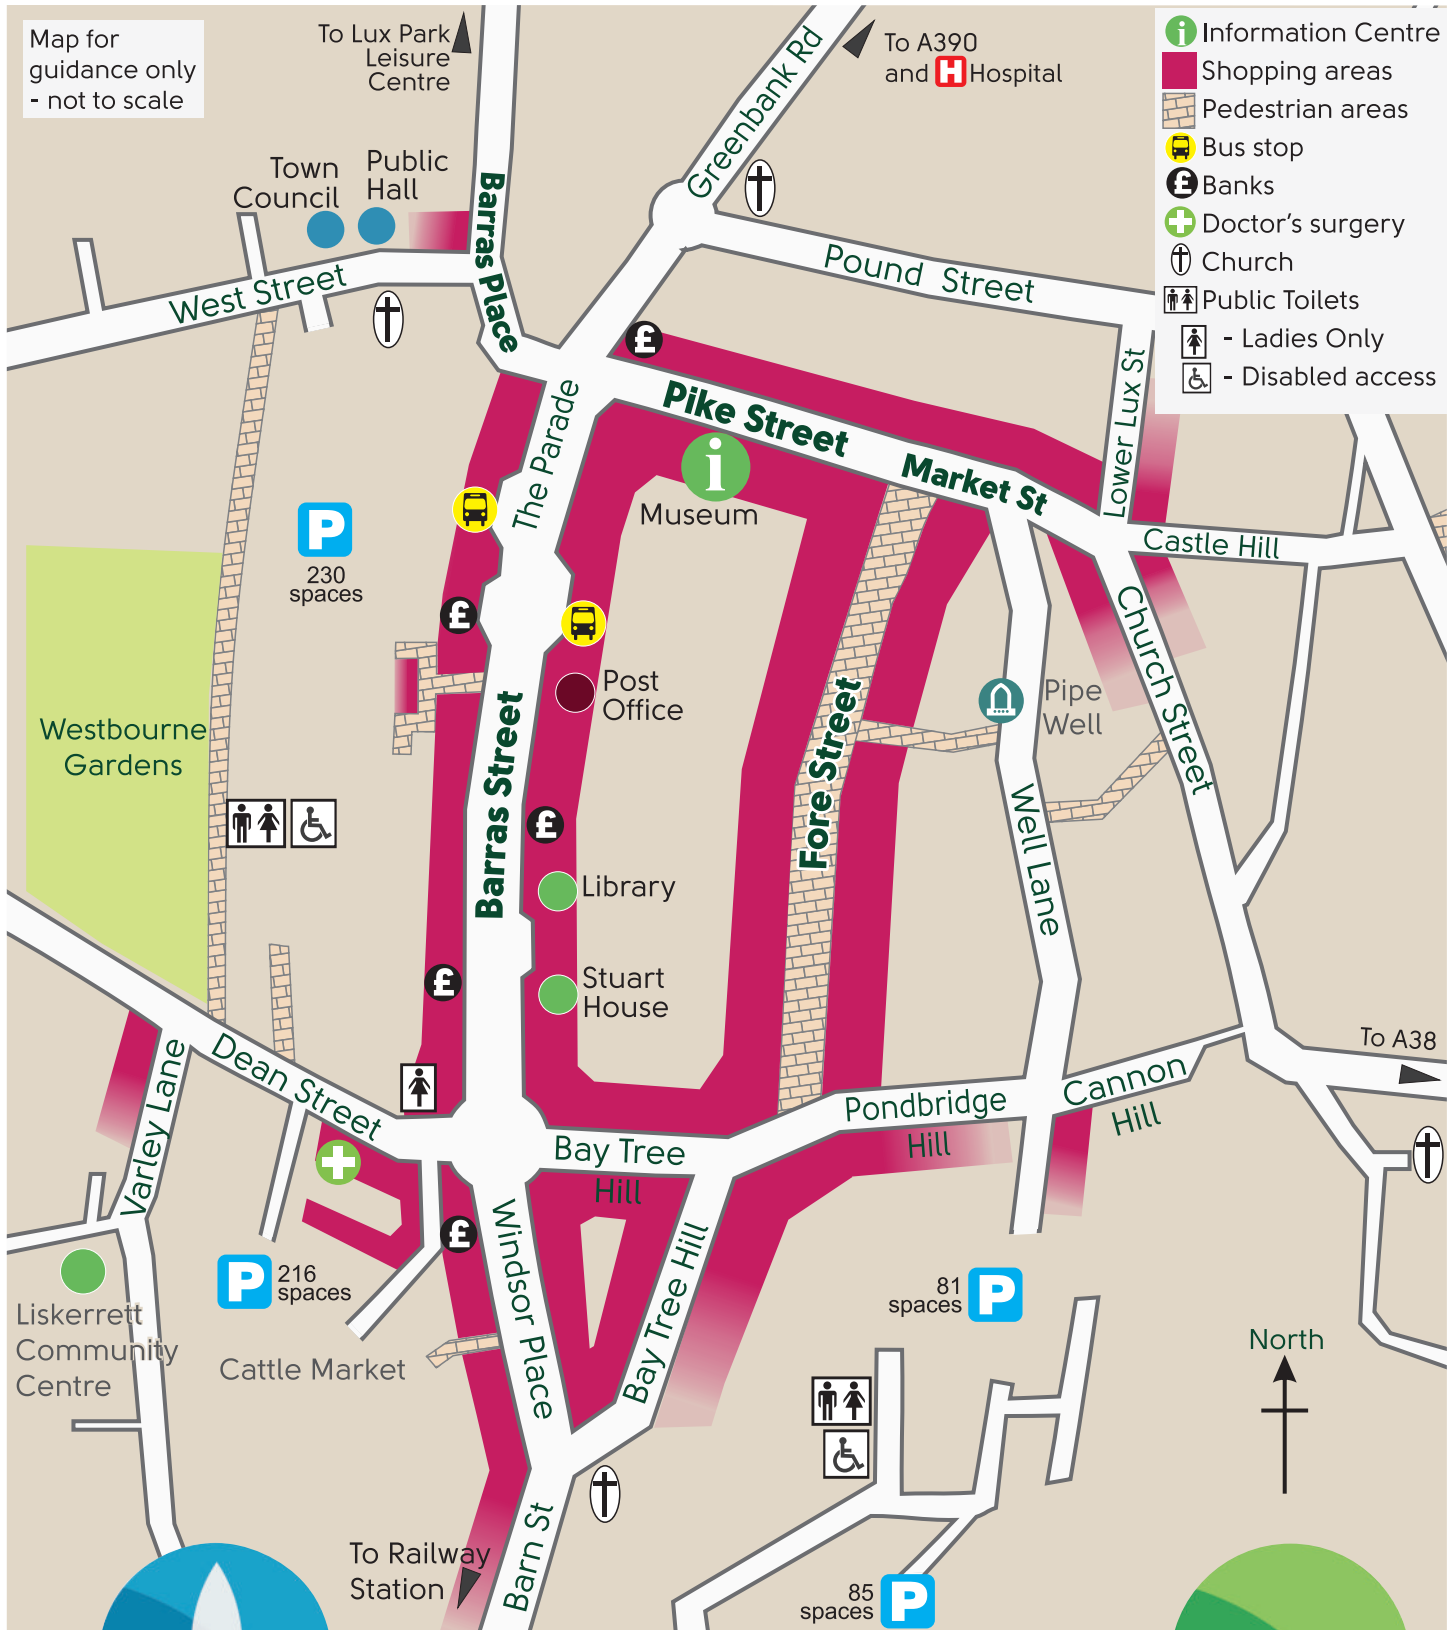 Map for
guidance only
- not to scale
To Lux Park
Leisure
Centre
To A390
and H Hospital
i Information Centre
Shopping areas
Pedestrian areas
Bus stop
£ Banks
Doctor's surgery
Church
Public Toilets
- Ladies Only
- Disabled access
Greenbank Rd
Town
Council
Public
Hall
Barras Place
West Street
Pound Street
£
Pike Street
Market St
Lower Lux St
The Parade
i
Museum
Castle Hill
P
230
spaces
£
Church Street
Post
Office
Pipe
Well
Westbourne
Gardens
Barras Street
Fore Street
Well Lane
£
Library
£
Stuart
House
To A38
Dean Street
Varley Lane
Pondbridge
Hill
Cannon
Hill
Bay Tree
Hill
£
Windsor Place
Bay Tree Hill
P
216
spaces
81
spaces
P
Liskerrett
Community
Centre
Cattle Market
North
To Railway
Station
Barn St
85
spaces
P